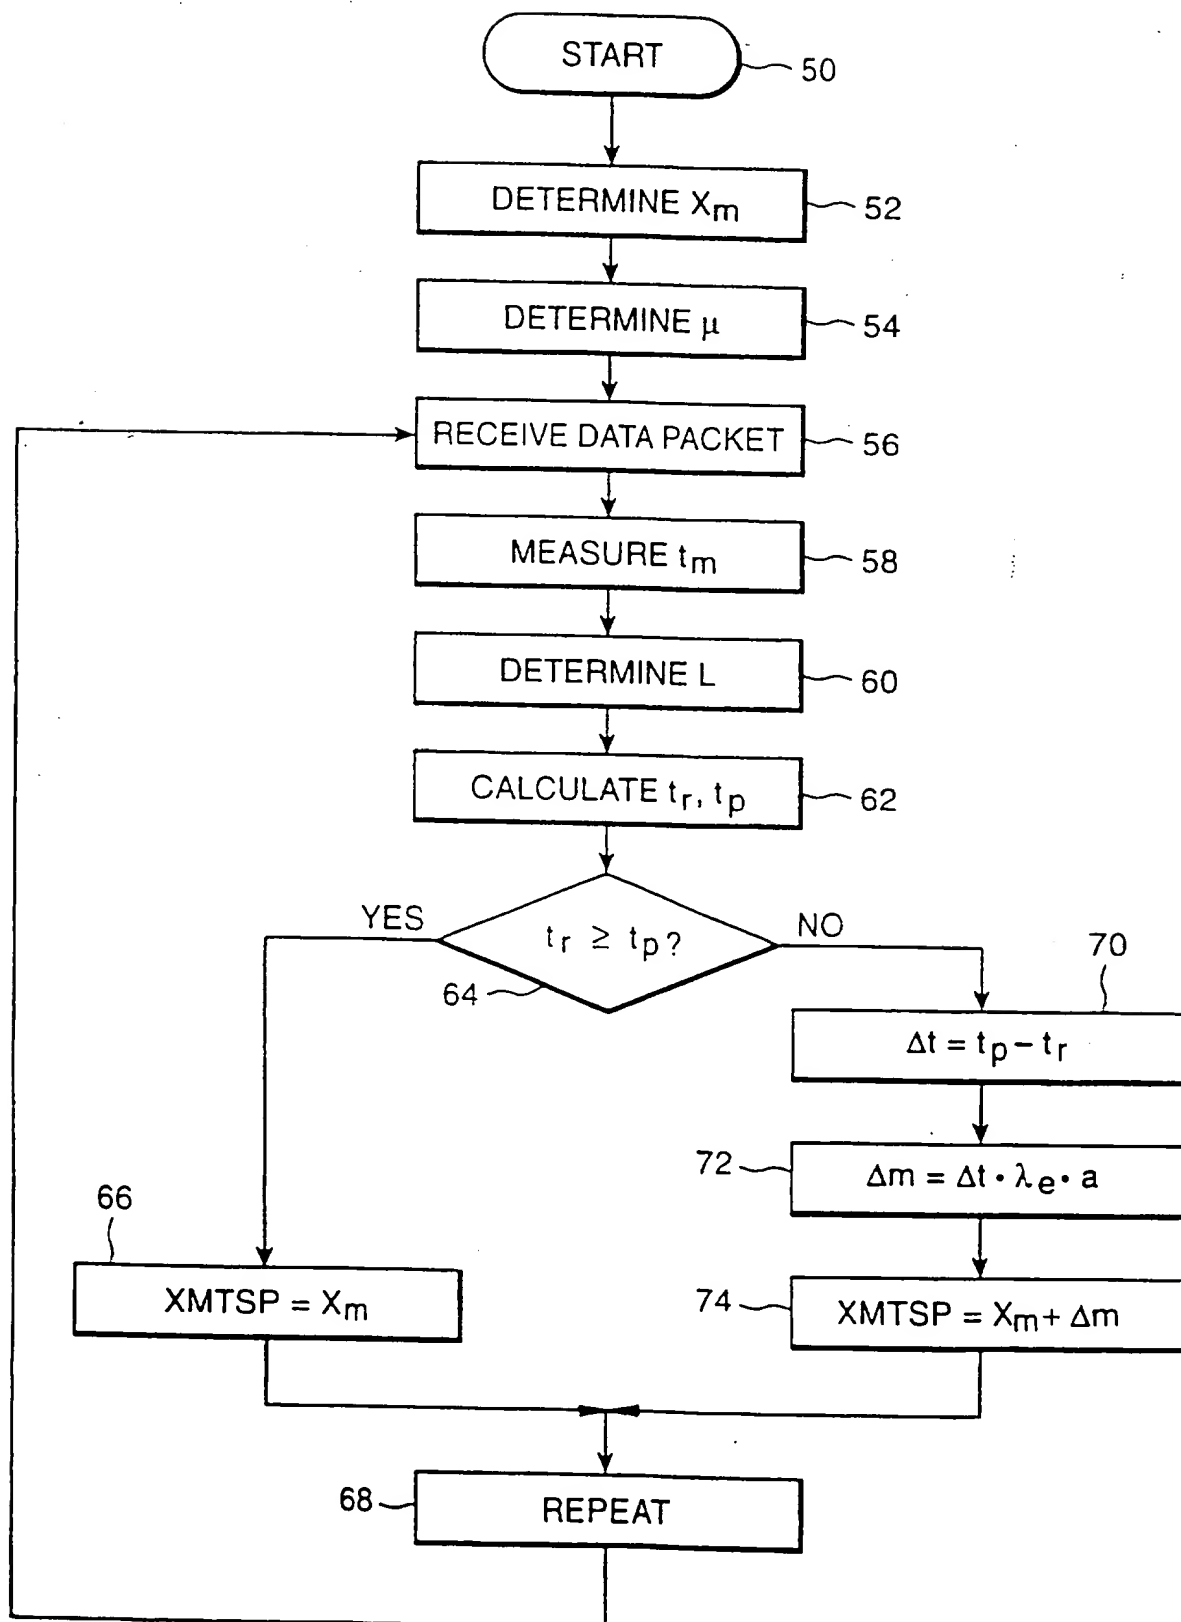 START
50
DETERMINE Xm
52
DETERMINE μ
54
RECEIVE DATA PACKET
56
MEASURE tm
58
DETERMINE L
60
CALCULATE tr, tp
62
YES
tr ≥ tp?
NO
64
70
Δt = tp – tr
72
Δm = Δt • λe • a
66
XMTSP = Xm
74
XMTSP = Xm + Δm
68
REPEAT